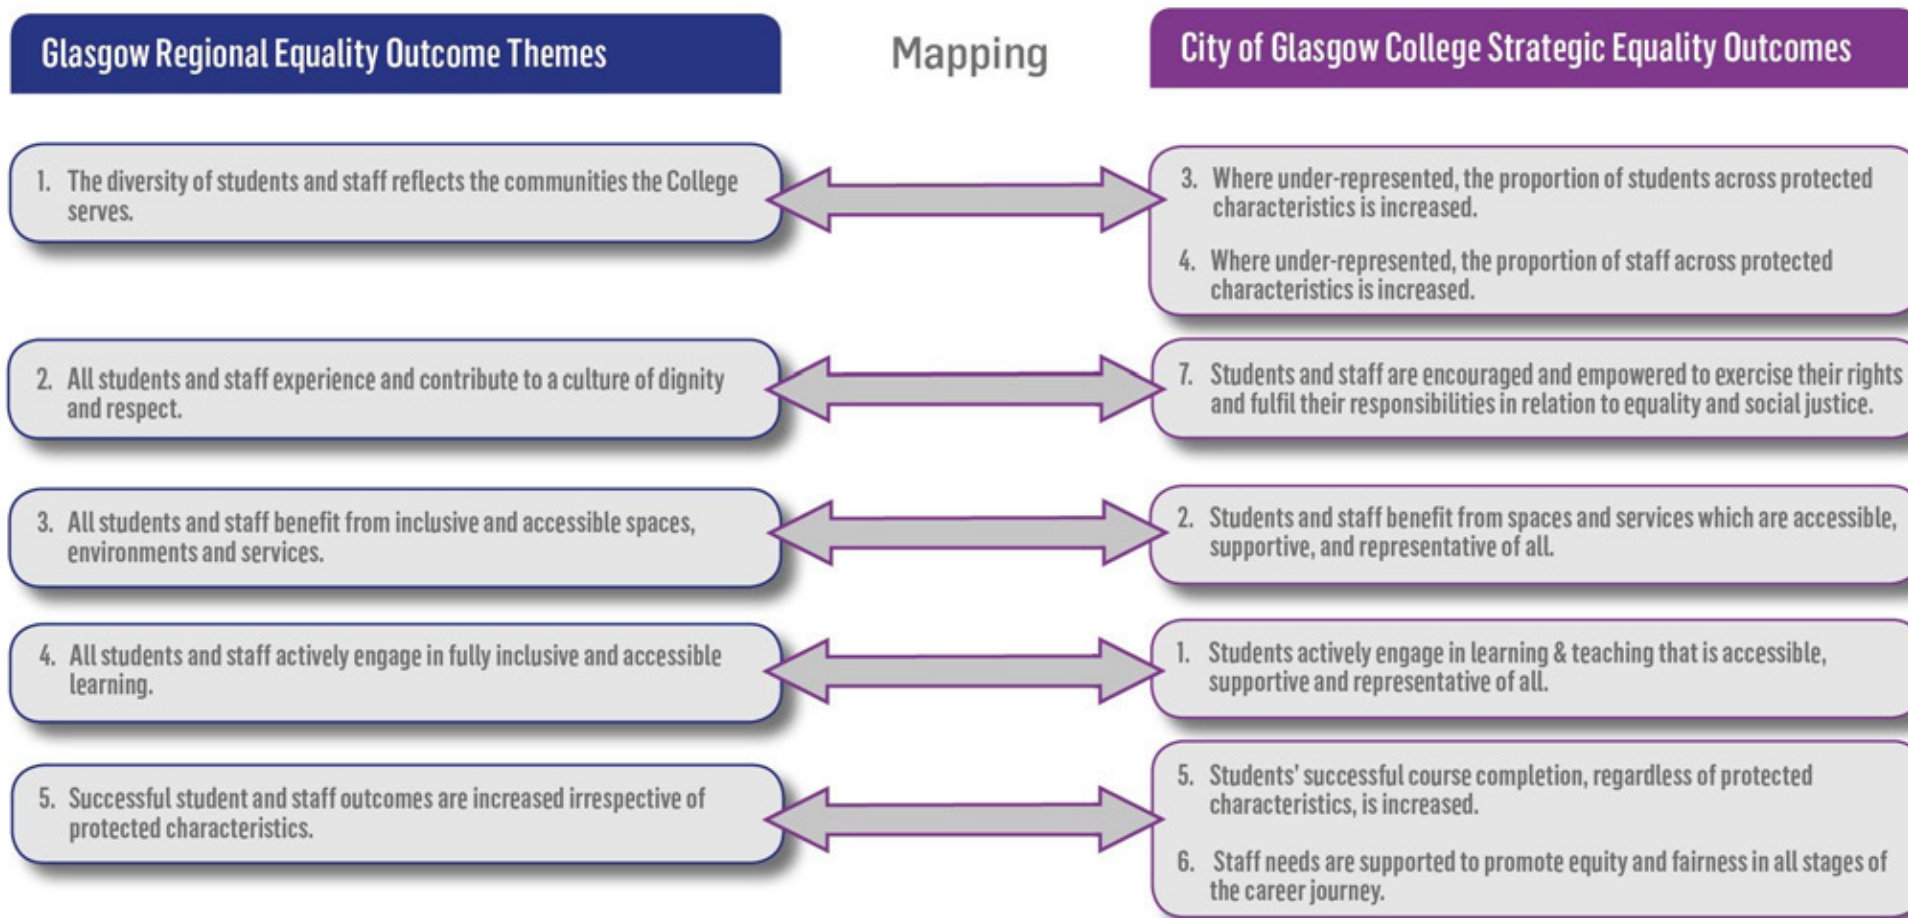 Glasgow Regional Equality Outcome Themes
Mapping
City of Glasgow College Strategic Equality Outcomes
1. The diversity of students and staff reflects the communities the College
serves.
3. Where under-represented, the proportion of students across protected
characteristics is increased.
4. Where under-represented, the proportion of staff across protected
characteristics is increased.
2. All students and staff experience and contribute to a culture of dignity
and respect.
7. Students and staff are encouraged and empowered to exercise their rights
and fulfil their responsibilities in relation to equality and social justice.
3. All students and staff benefit from inclusive and accessible spaces,
environments and services.
2. Students and staff benefit from spaces and services which are accessible,
supportive, and representative of all.
4. All students and staff actively engage in fully inclusive and accessible
learning.
1. Students actively engage in learning & teaching that is accessible,
supportive and representative of all.
5. Successful student and staff outcomes are increased irrespective of
protected characteristics.
5. Students’ successful course completion, regardless of protected
characteristics, is increased.
6. Staff needs are supported to promote equity and fairness in all stages of
the career journey.